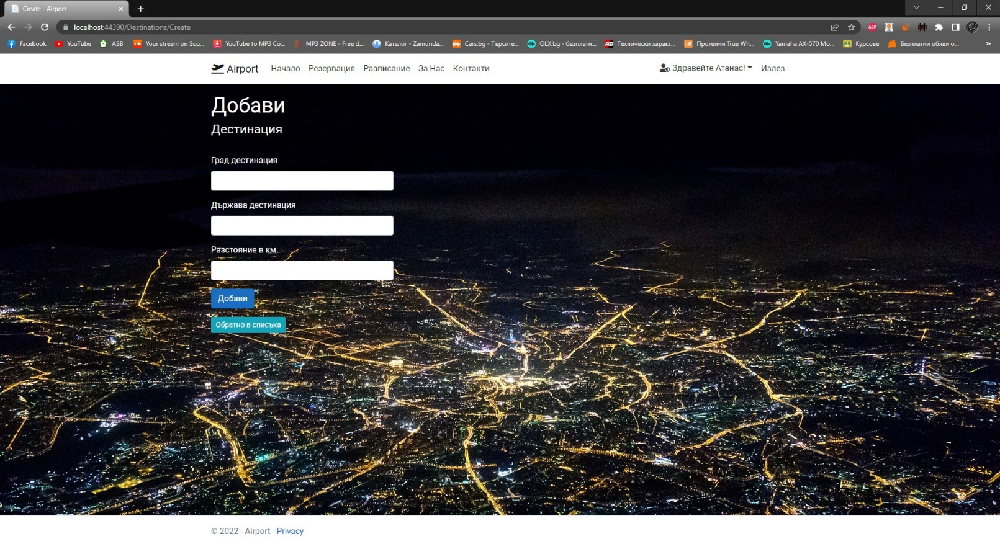 Create - Airport
localhost:44390/Destinations/Create
ABP
Facebook YouTube АБВ Your stream on Sou... YouTube to MP3 Co... MP3 ZONE - Free d... Каталог - Zamunda... Cars.bg - Търсите... OLX.bg - безплатн... Технически характ... Протеини True Wh... Yamaha AX-570 Mo... Курсове Безплатни обяви о... »
Airport Начало Резервация Разписание За Нас Контакти Здравейте Атанас! Излез
Добави
Дестинация
Град дестинация
Държава дестинация
Разстояние в км.
Добави
Обратно в списъка
© 2022 - Airport - Privacy